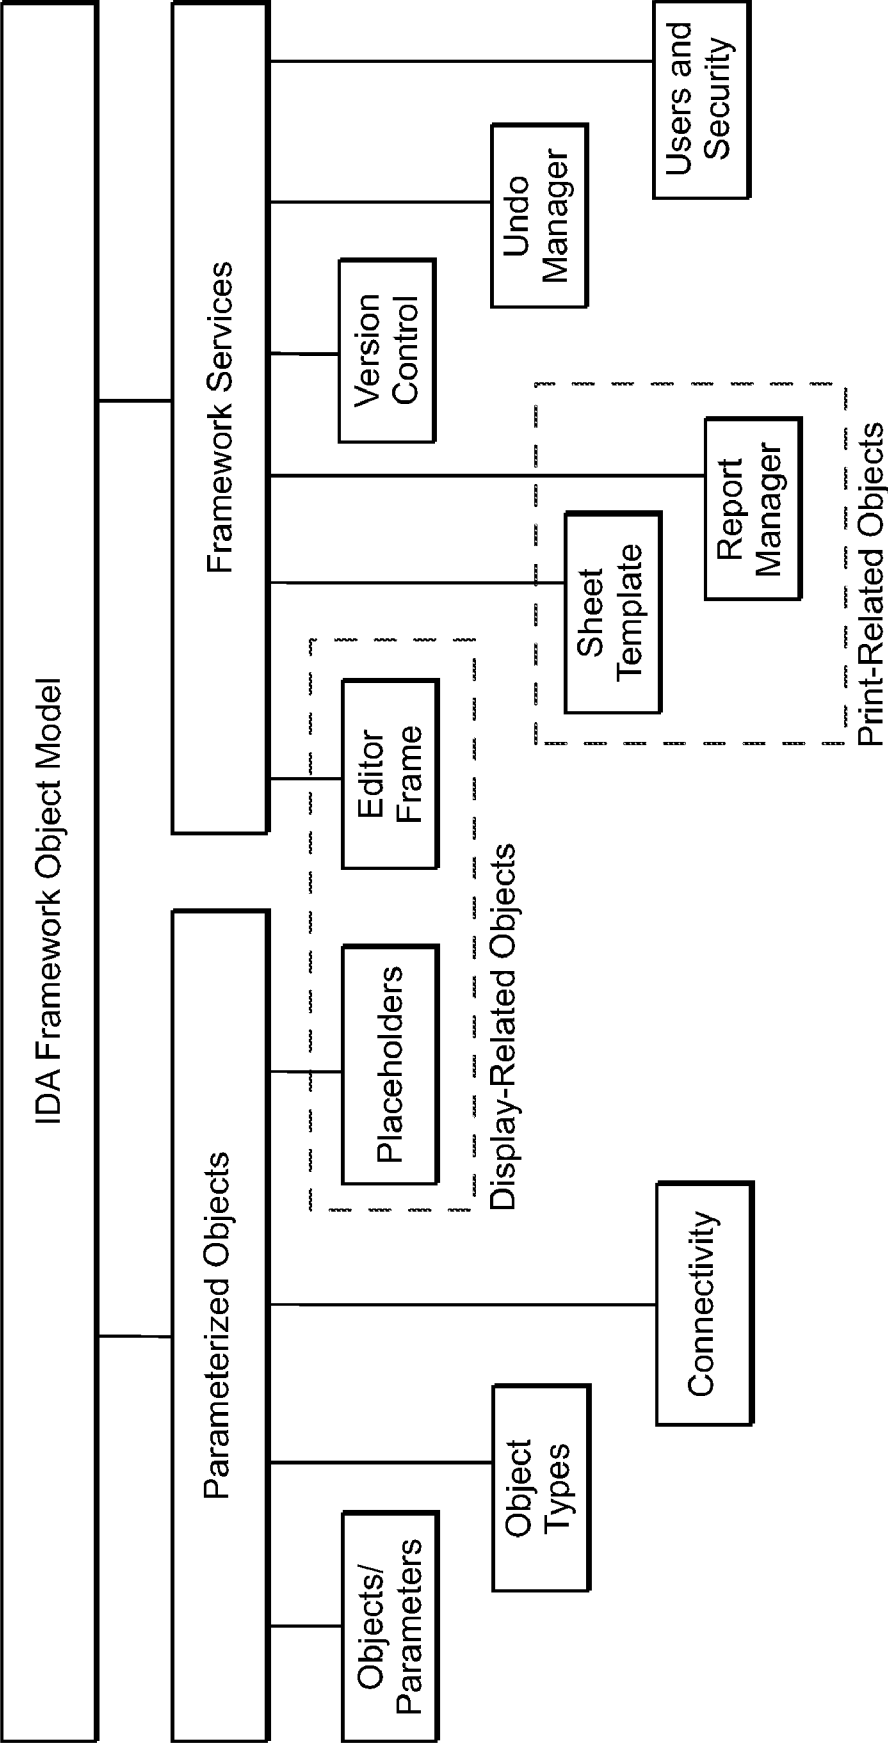 IDA Framework Object Model
Parameterized Objects
Framework Services
Objects/
Parameters
Object
Types
Connectivity
Placeholders
Editor
Frame
Display-Related Objects
Sheet
Template
Report
Manager
Print-Related Objects
Version
Control
Undo
Manager
Users and
Security